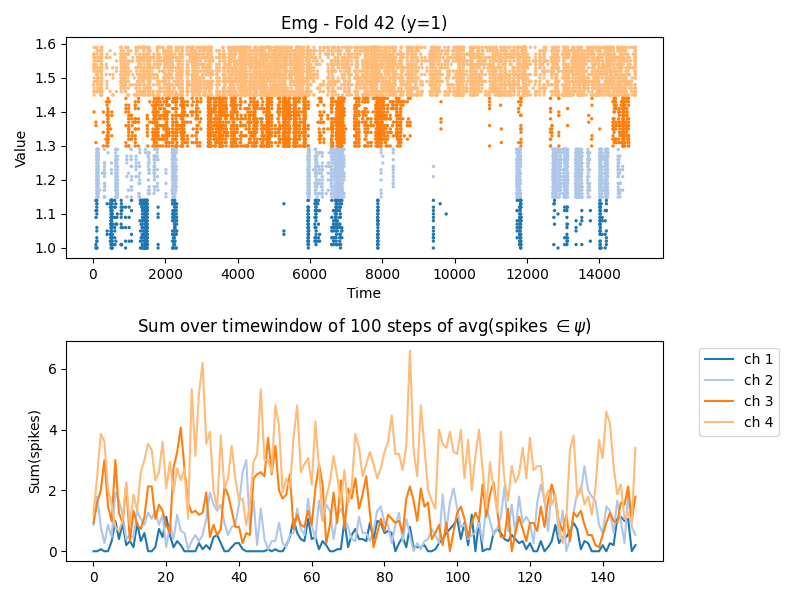 Emg - Fold 42 (y=1)
1.6
1.5
1.4
1.3
1.2
1.1
1.0
Value
0 2000 4000 6000 8000 10000 12000 14000
Time
Sum over timewindow of 100 steps of avg(spikes ∈ ψ)
6
4
2
0
Sum(spikes)
0 20 40 60 80 100 120 140
ch 1
ch 2
ch 3
ch 4